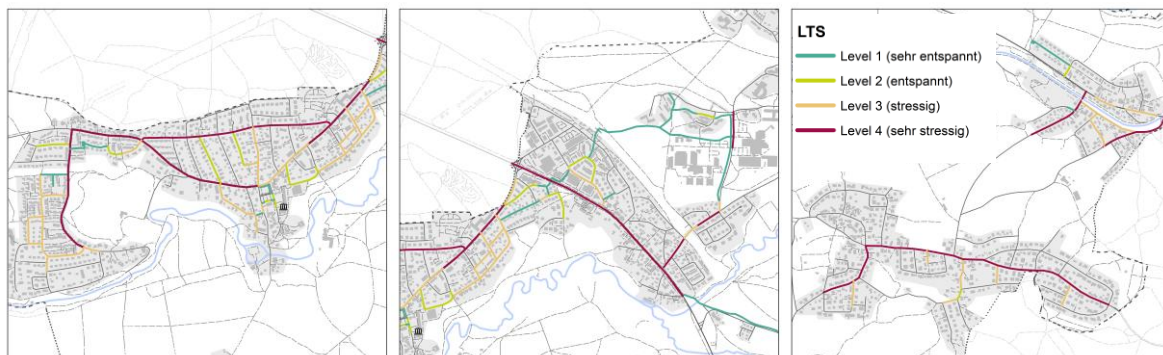 LTS
Level 1 (sehr entspannt)
Level 2 (entspannt)
Level 3 (stressig)
Level 4 (sehr stressig)